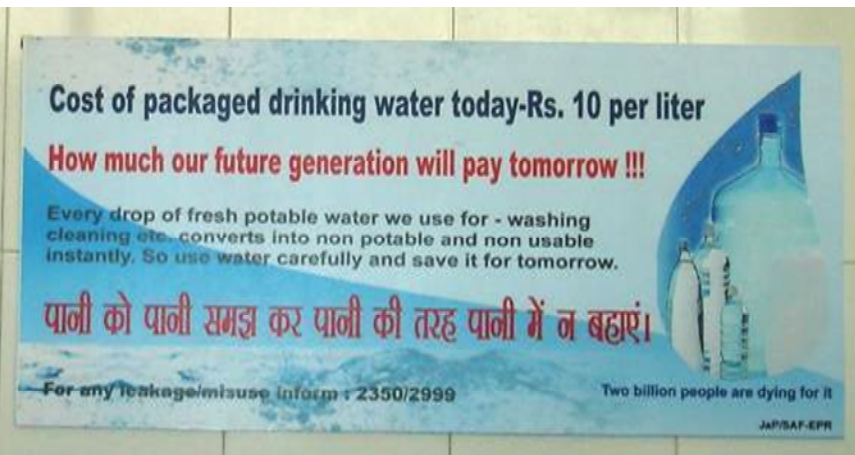 Cost of packaged drinking water today-Rs. 10 per liter
How much our future generation will pay tomorrow !!!
Every drop of fresh potable water we use for - washing
cleaning etc. converts into non potable and non usable
instantly. So use water carefully and save it for tomorrow.
पानी को पानी समझ कर पानी की तरह पानी में न बहाएं।
For any leakage/misuse inform : 2350/2999
Two billion people are dying for it
JaP/SAF-EPR